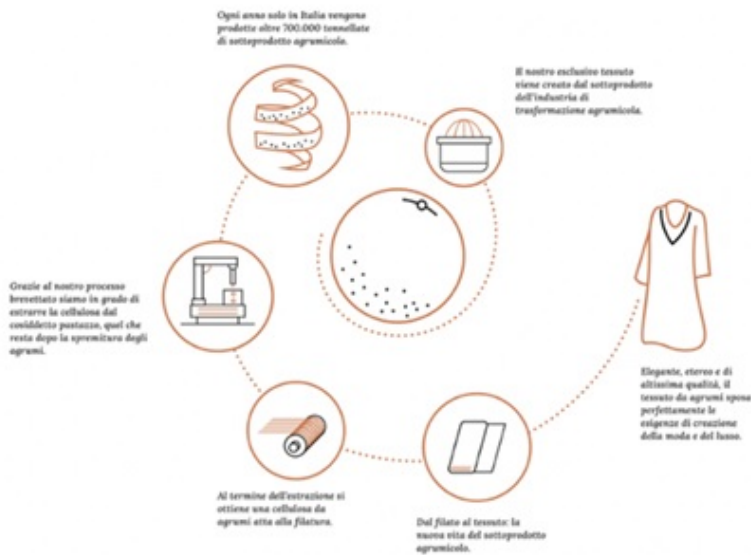 Ogni anno solo in Italia vengono
prodotte oltre 700.000 tonnellate
di sottoprodotto agrumicolo.
Il nostro esclusivo tessuto
viene creato dal sottoprodotto
dell'industria di
trasformazione agrumicola.
Grazie al nostro processo
brevettato siamo in grado di
estrarre la cellulosa dal
cosiddetto pastazzo, quel che
resta dopo la spremitura degli
agrumi.
Al termine dell'estrazione si
ottiene una cellulosa da
agrumi atta alla filatura.
Dal filato al tessuto: la
nuova vita del sottoprodotto
agrumicolo.
Elegante, etereo e di
altissima qualità, il
tessuto da agrumi sposa
perfettamente le
esigenze di creazione
della moda e del lusso.